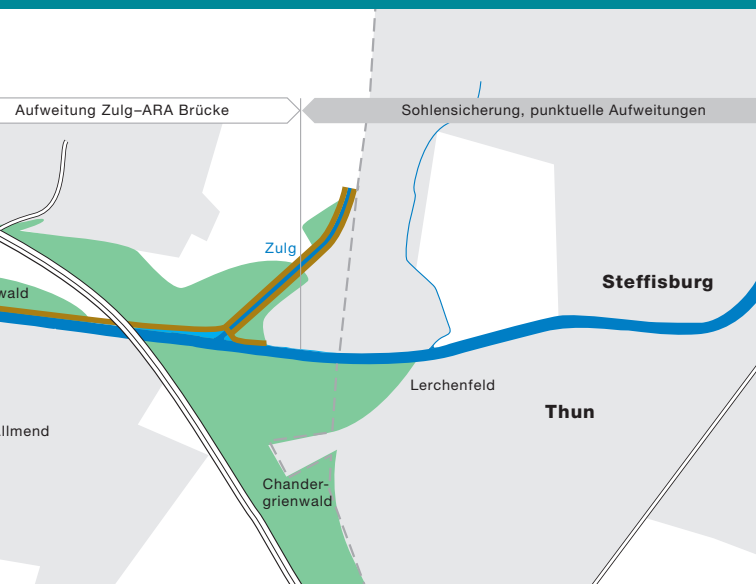 Aufweitung Zulg–ARA Brücke
Sohlensicherung, punktuelle Aufweitungen
Zulg
Steffisburg
wald
Lerchenfeld
Thun
llmend
Chander-
grienwald